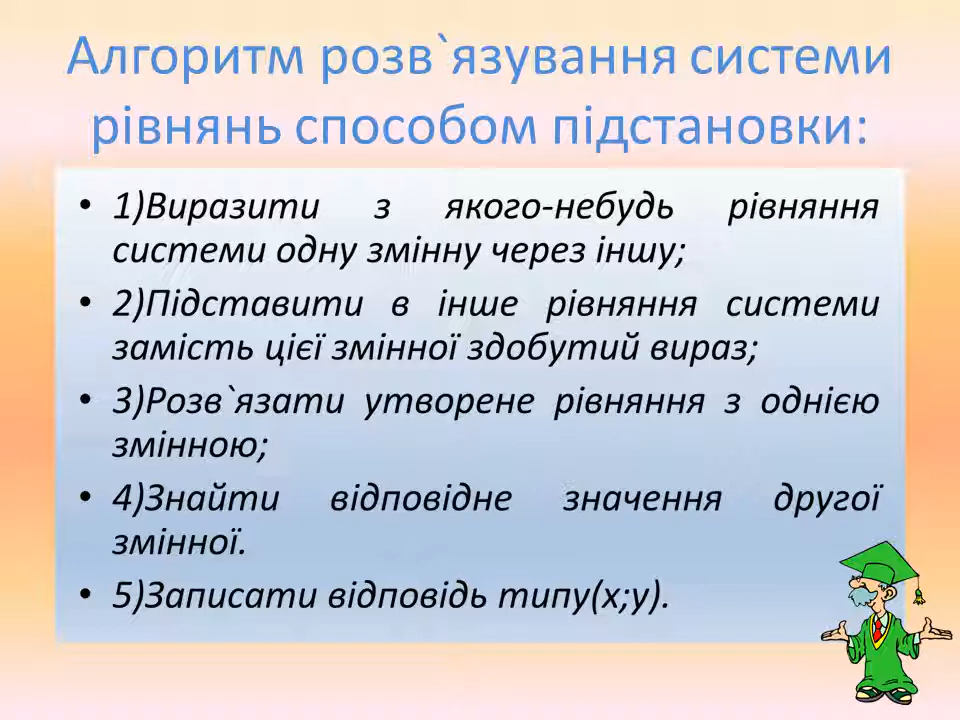 Алгоритм розв`язування системи
рівнянь способом підстановки:
• 1)Виразити з якого-небудь рівняння
системи одну змінну через іншу;
• 2)Підставити в інше рівняння системи
замість цієї змінної здобутий вираз;
• 3)Розв`язати утворене рівняння з однією
змінною;
• 4)Знайти відповідне значення другої
змінної.
• 5)Записати відповідь типу(х;у).